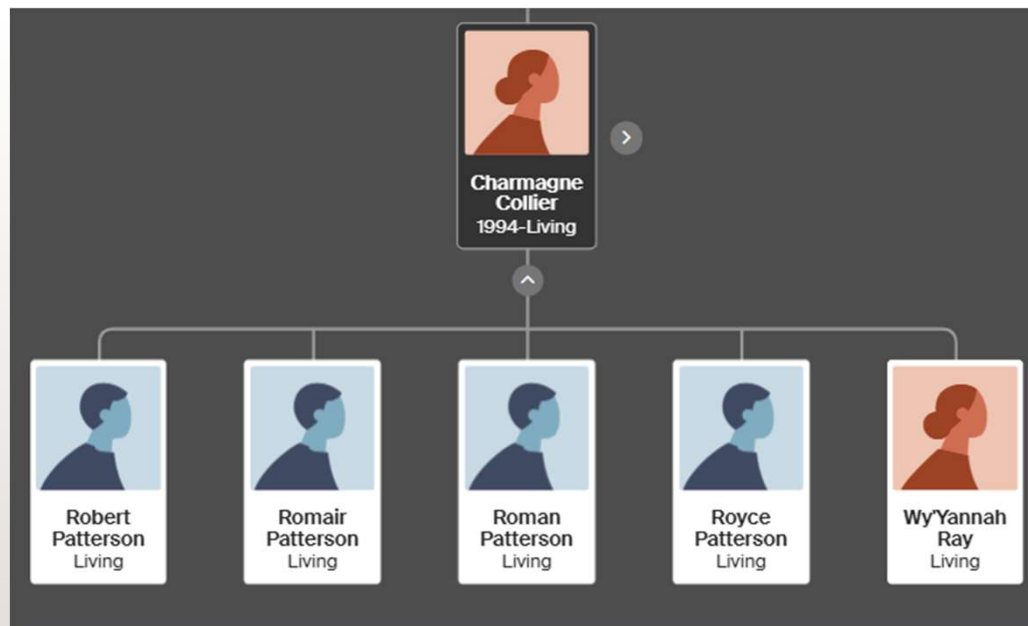 Charmagne
Collier
1994-Living
Robert
Patterson
Living
Romair
Patterson
Living
Roman
Patterson
Living
Royce
Patterson
Living
Wy'Yannah
Ray
Living